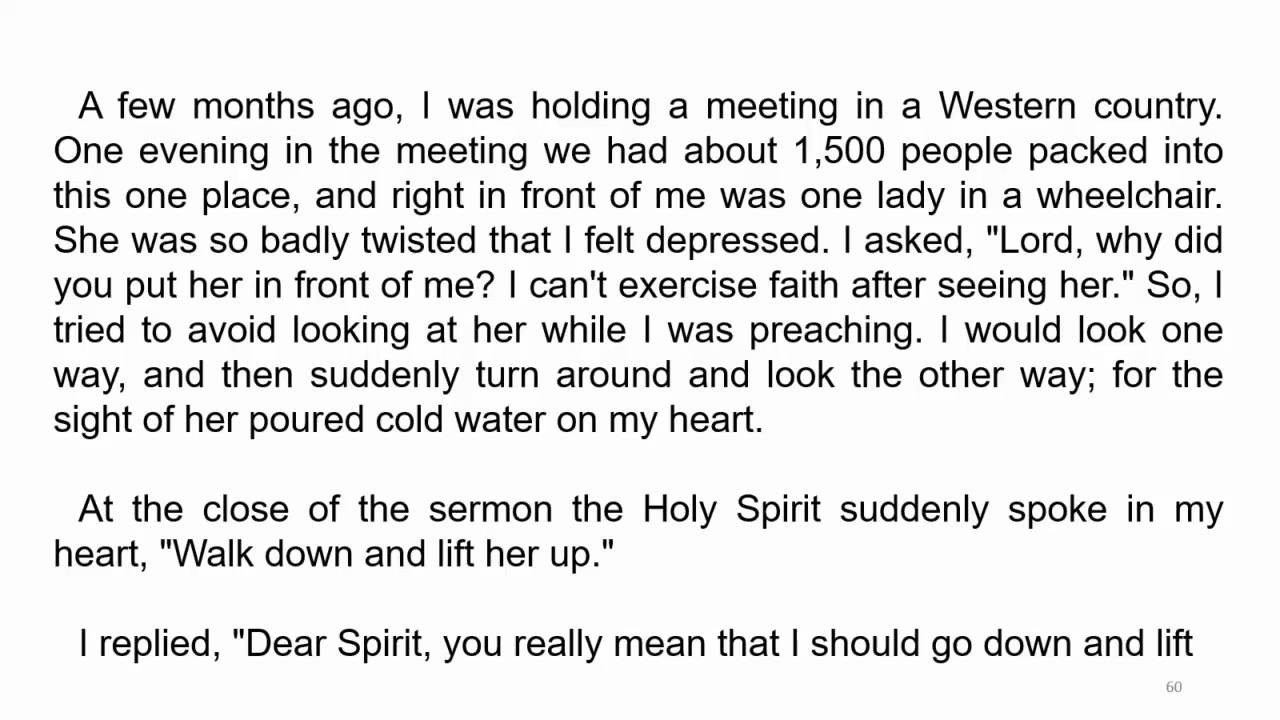 A few months ago, I was holding a meeting in a Western country.
One evening in the meeting we had about 1,500 people packed into
this one place, and right in front of me was one lady in a wheelchair.
She was so badly twisted that I felt depressed. I asked, "Lord, why did
you put her in front of me? I can't exercise faith after seeing her." So, I
tried to avoid looking at her while I was preaching. I would look one
way, and then suddenly turn around and look the other way; for the
sight of her poured cold water on my heart.
At the close of the sermon the Holy Spirit suddenly spoke in my
heart, "Walk down and lift her up."
I replied, "Dear Spirit, you really mean that I should go down and lift
60